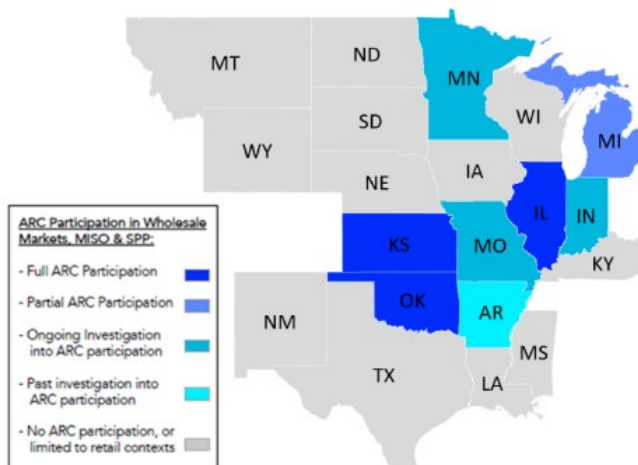 MT
ND
MN
SD
WI
MI
WY
IA
NE
IL
IN
KS
MO
KY
OK
AR
NM
MS
TX
LA
ARC Participation in Wholesale
Markets, MISO & SPP:
- Full ARC Participation
- Partial ARC Participation
- Ongoing Investigation
into ARC participation
- Past investigation into
ARC participation
- No ARC participation, or
limited to retail contexts